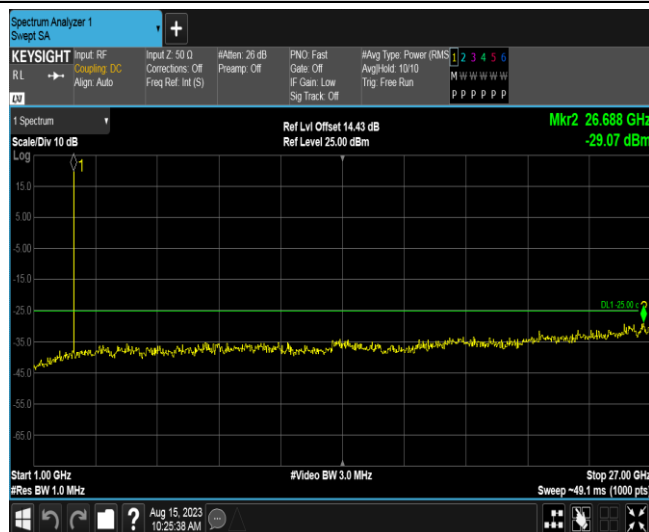 Spectrum Analyzer 1
Swept SA
+
KEYSIGHT Input: RF Input Z: 50 Ω #Atten: 26 dB PNO: Fast #Avg Type: Power (RMS 1 2 3 4 5 6
RL Coupling: DC Corrections: Off Preamp: Off Gate: Off Avg|Hold: 10/10 M W W W W W
Align: Auto Freq Ref: Int (S) IF Gain: Low Trig: Free Run
Sig Track: Off P P P P P P
LXI
1 Spectrum Ref Lvl Offset 14.43 dB Mkr2 26.688 GHz
Scale/Div 10 dB Ref Level 25.00 dBm -29.07 dBm
Log
1
15.0
5.00
-5.00
-15.0
-25.0 DL1 -25.00 2
-35.0
-45.0
-55.0
-65.0
Start 1.00 GHz #Video BW 3.0 MHz Stop 27.00 GHz
#Res BW 1.0 MHz Sweep ~49.1 ms (1000 pts)
? Aug 15, 2023
10:25:38 AM